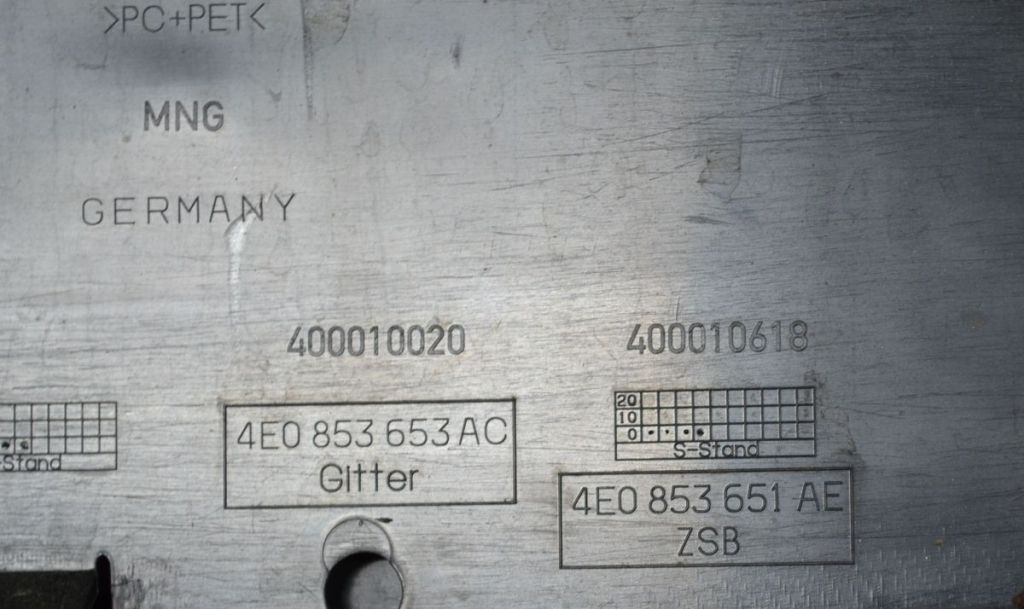 >PC+PET<
MNG
GERMANY
400010020
400010618
20
10
0
S-Stand
-Stand
4E0 853 653 AC
Gitter
4E0 853 651 AE
ZSB